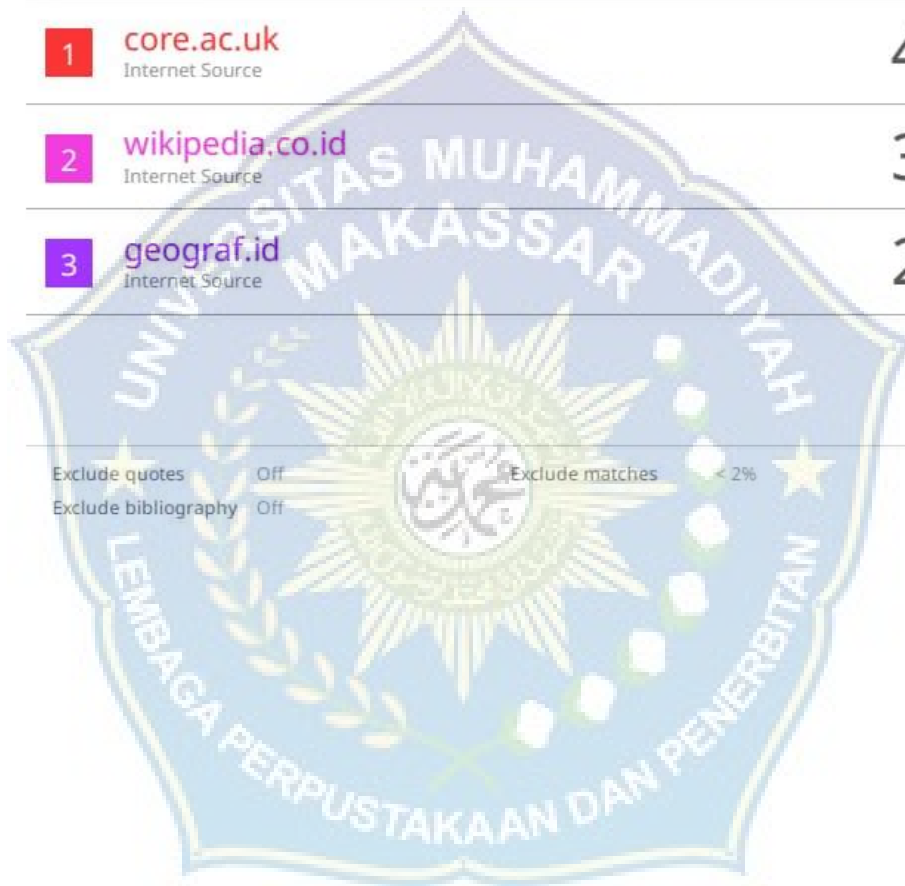 1 core.ac.uk
Internet Source
2 wikipedia.co.id
Internet Source
3 geograf.id
Internet Source
UNIVERSITAS MUHAMMADIYAH
MAKASSAR
Exclude quotes Off
Exclude matches < 2%
Exclude bibliography Off
LEMBAGA PERPUSTAKAAN DAN PENERBITAN